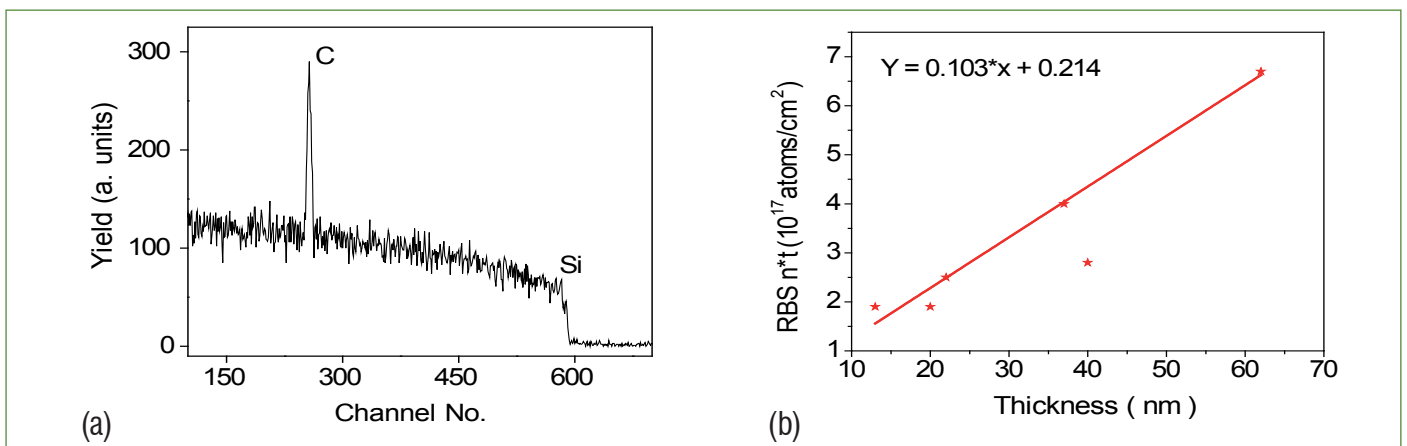 300
200
100
0
150
300
450
600
Yield (a. units)
Channel No.
C
Si
(a)
Y = 0.103*x + 0.214
7
6
5
4
3
2
1
10
20
30
40
50
60
70
RBS n*t (10^17 atoms/cm^2)
Thickness ( nm )
(b)